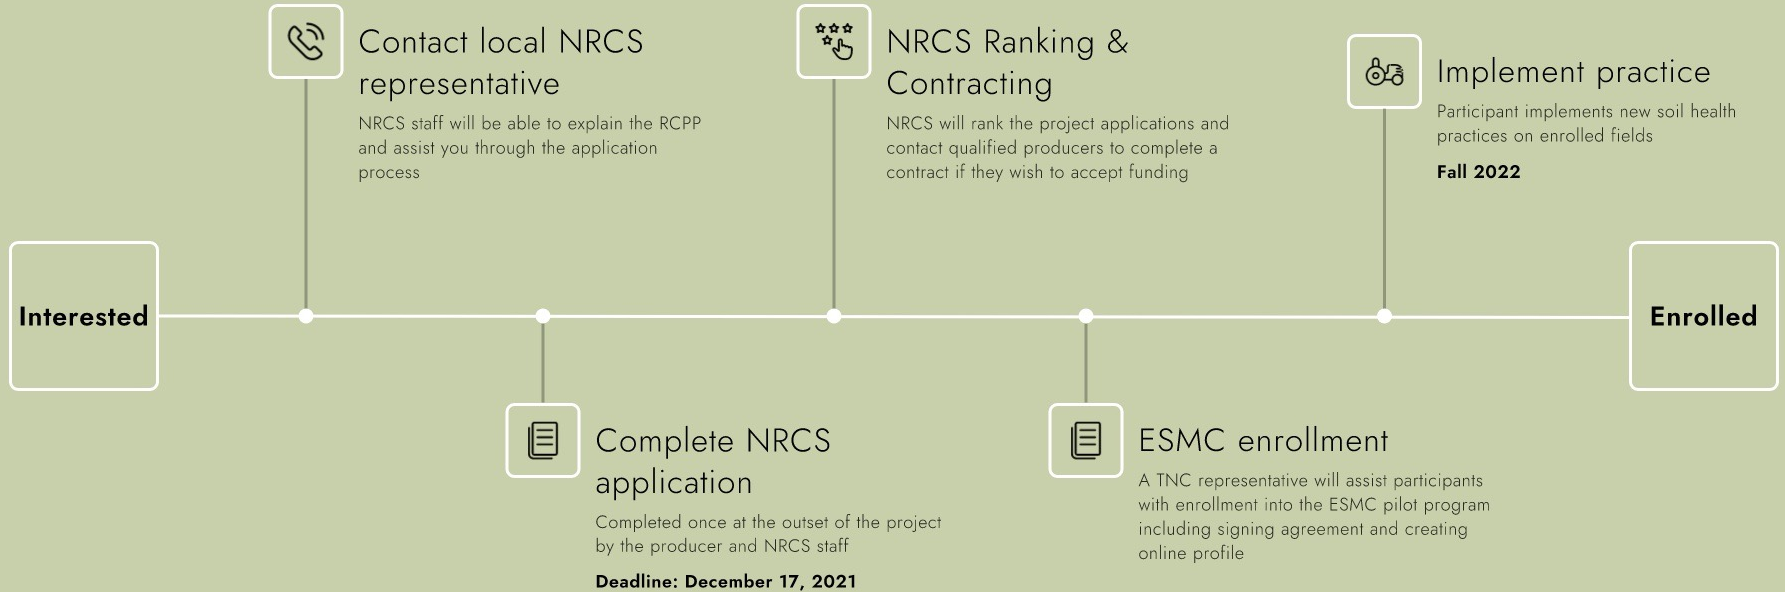 Interested
Contact local NRCS
representative
NRCS staff will be able to explain the RCPP
and assist you through the application
process
Complete NRCS
application
Completed once at the outset of the project
by the producer and NRCS staff
Deadline: December 17, 2021
NRCS Ranking &
Contracting
NRCS will rank the project applications and
contact qualified producers to complete a
contract if they wish to accept funding
ESMC enrollment
A TNC representative will assist participants
with enrollment into the ESMC pilot program
including signing agreement and creating
online profile
Implement practice
Participant implements new soil health
practices on enrolled fields
Fall 2022
Enrolled